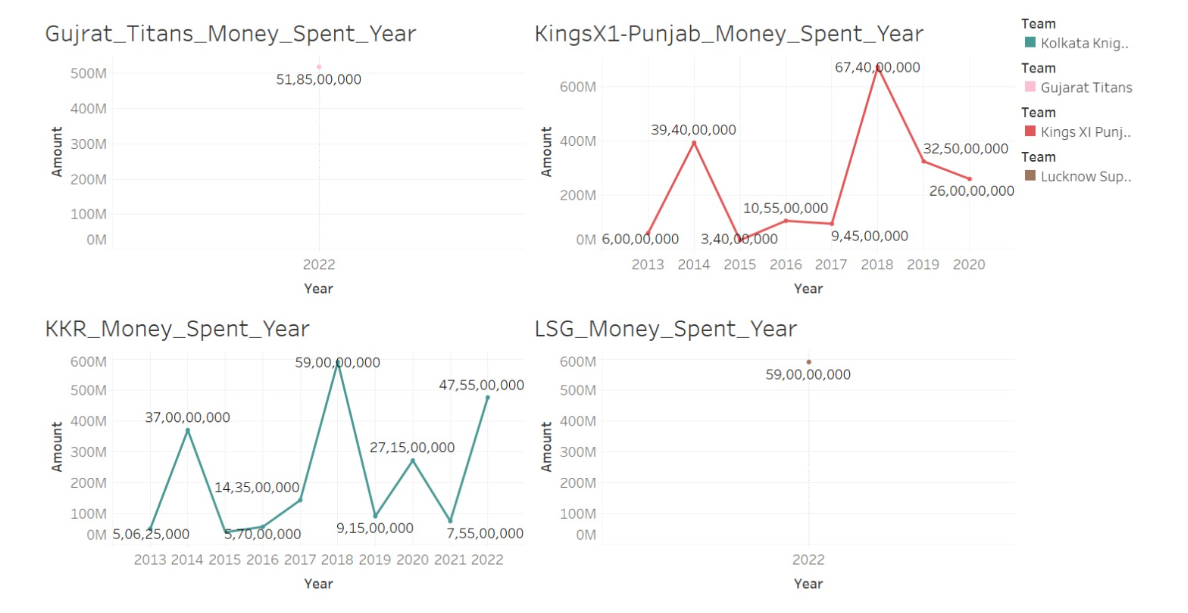 Gujrat_Titans_Money_Spent_Year
500M
400M
300M
200M
100M
0M
Amount
51,85,00,000
2022
Year
KingsX1-Punjab_Money_Spent_Year
600M
400M
200M
0M
Amount
67,40,00,000
39,40,00,000
32,50,00,000
26,00,00,000
10,55,00,000
6,00,00,000
3,40,00,000
9,45,00,000
2013 2014 2015 2016 2017 2018 2019 2020
Year
Team
Kolkata Knig..
Team
Gujarat Titans
Team
Kings XI Punj..
Team
Lucknow Sup..
KKR_Money_Spent_Year
600M
500M
400M
300M
200M
100M
0M
Amount
59,00,00,000
47,55,00,000
37,00,00,000
27,15,00,000
14,35,00,000
5,06,25,000
5,70,00,000
9,15,00,000
7,55,00,000
2013 2014 2015 2016 2017 2018 2019 2020 2021 2022
Year
LSG_Money_Spent_Year
600M
500M
400M
300M
200M
100M
0M
Amount
59,00,00,000
2022
Year